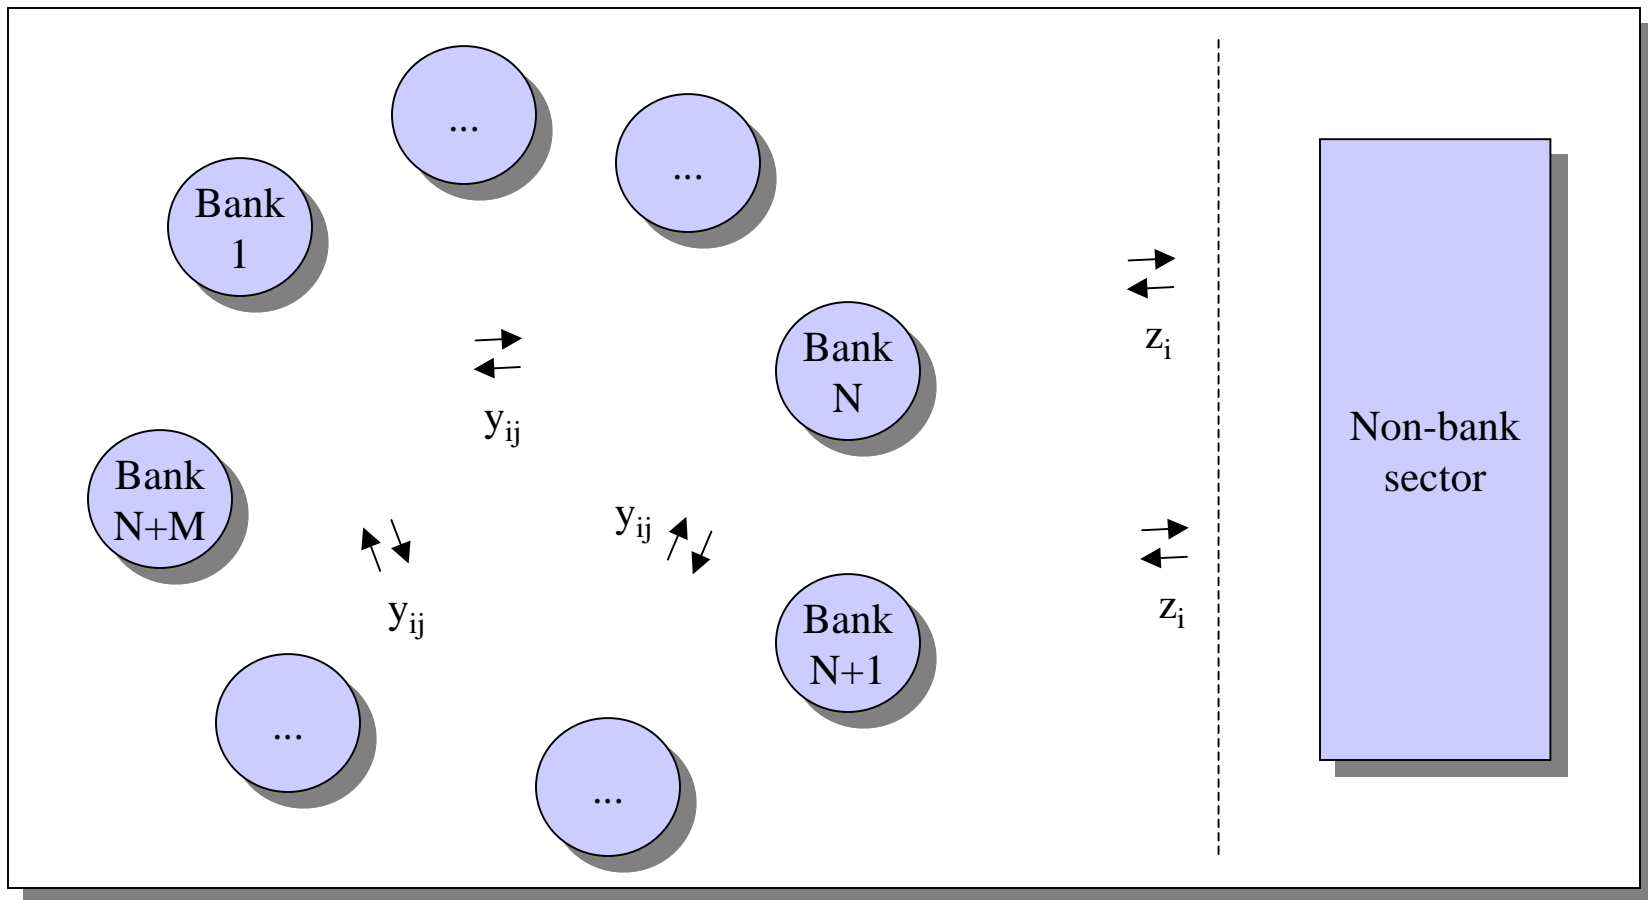 ...
...
Bank
1
Bank
N
z_i
y_ij
Non-bank
sector
Bank
N+M
y_ij
z_i
y_ij
Bank
N+1
...
...